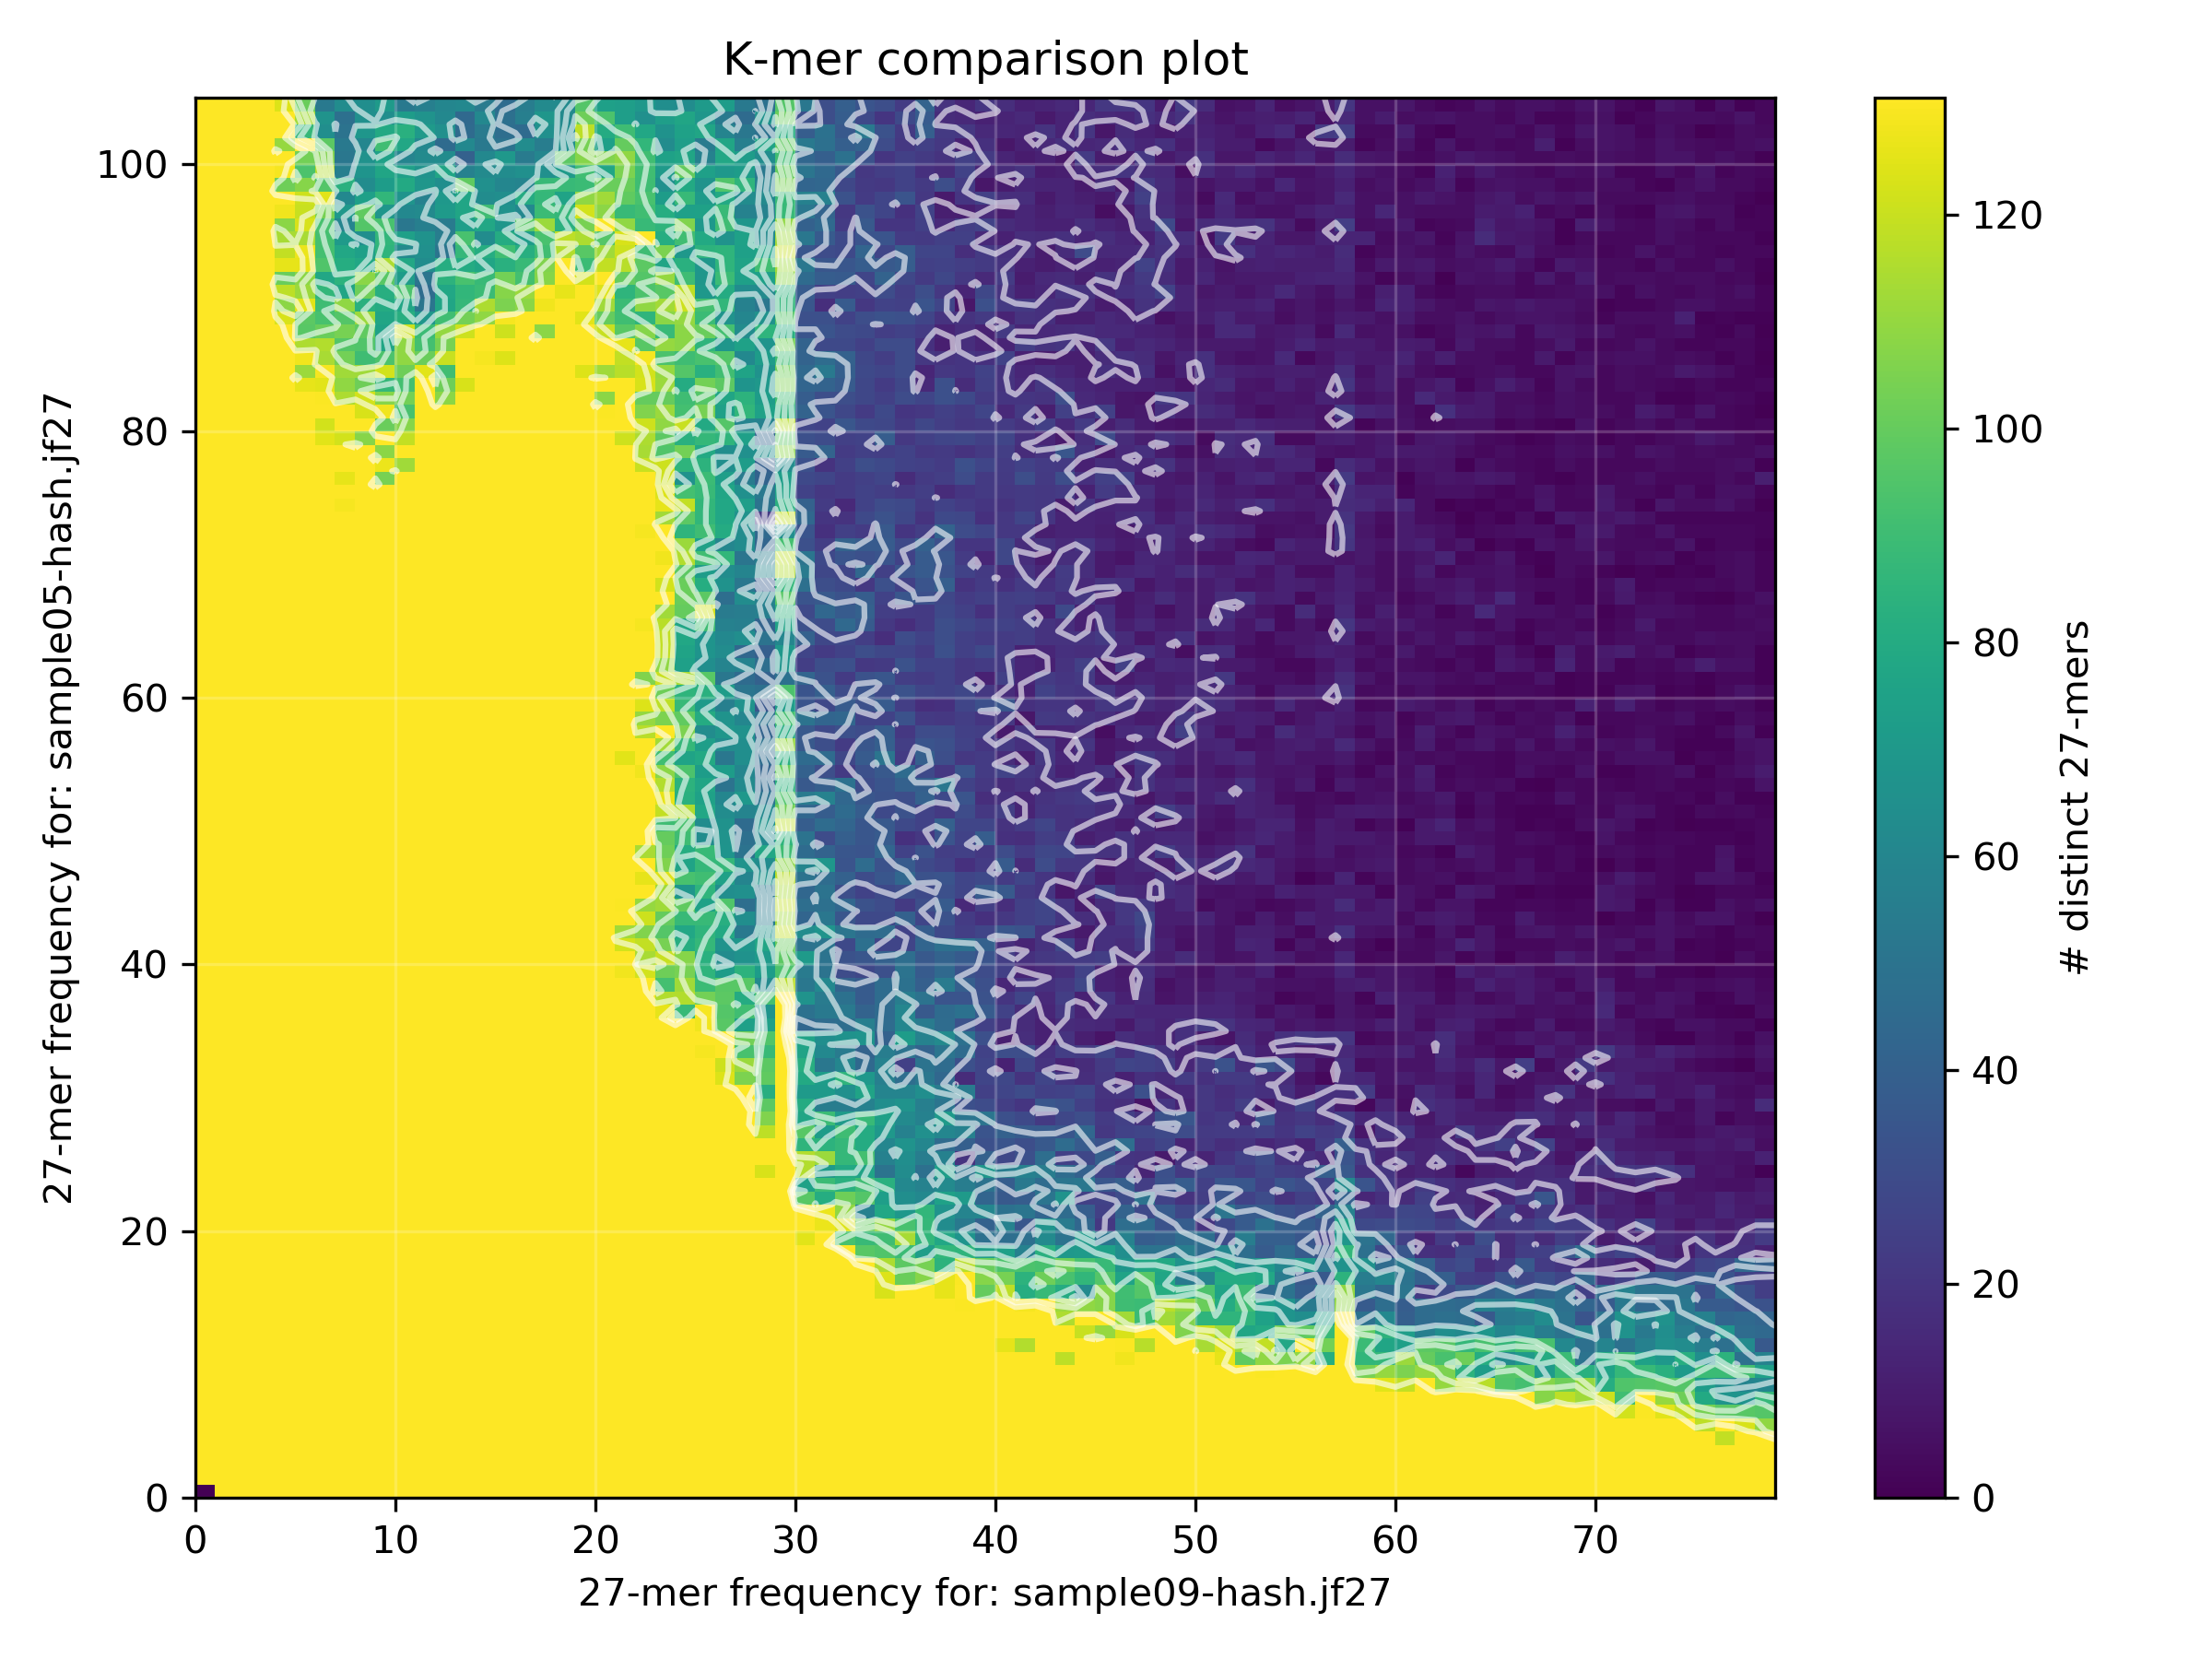 K-mer comparison plot
27-mer frequency for: sample05-hash.jf27
100
80
60
40
20
0
0 10 20 30 40 50 60 70
27-mer frequency for: sample09-hash.jf27
120
100
80
60
40
20
0
# distinct 27-mers